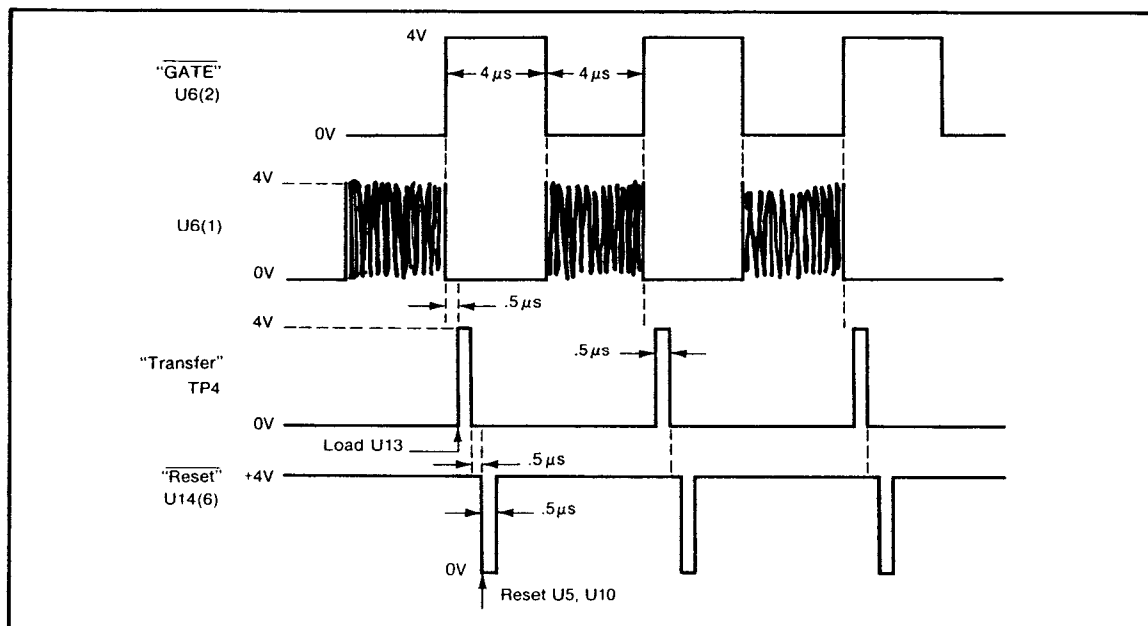 4V
"GATE"
U6(2)
4 μs
4 μs
0V
4V
U6(1)
0V
.5 μs
4V
"Transfer"
TP4
.5 μs
0V
Load U13
.5 μs
"Reset"
U14(6)
+4V
.5 μs
0V
Reset U5, U10